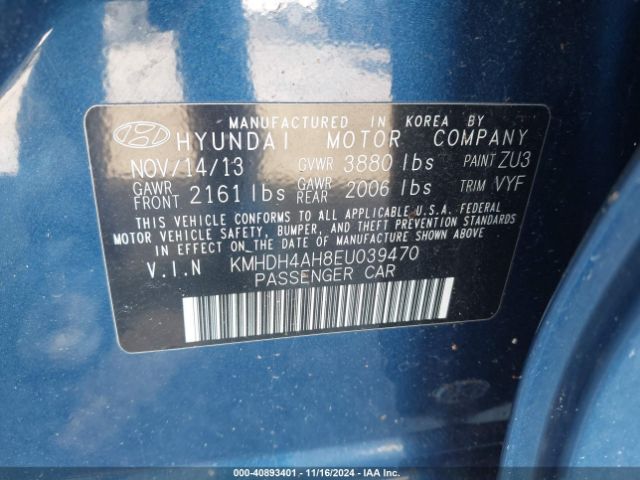 MANUFACTURED IN KOREA BY
HYUNDAI MOTOR COMPANY
NOV/14/13 GVWR 3880 lbs PAINT ZU3
GAWR FRONT 2161 lbs GAWR REAR 2006 lbs TRIM VYF
THIS VEHICLE CONFORMS TO ALL APPLICABLE U.S.A. FEDERAL
MOTOR VEHICLE SAFETY, BUMPER, AND THEFT PREVENTION STANDARDS
IN EFFECT ON THE DATE OF MANUFACTURE SHOWN ABOVE.
V.I.N KMHDH4AH8EU039470
PASSENGER CAR
000-40893401 | 11/16/2024 | IAA Inc.